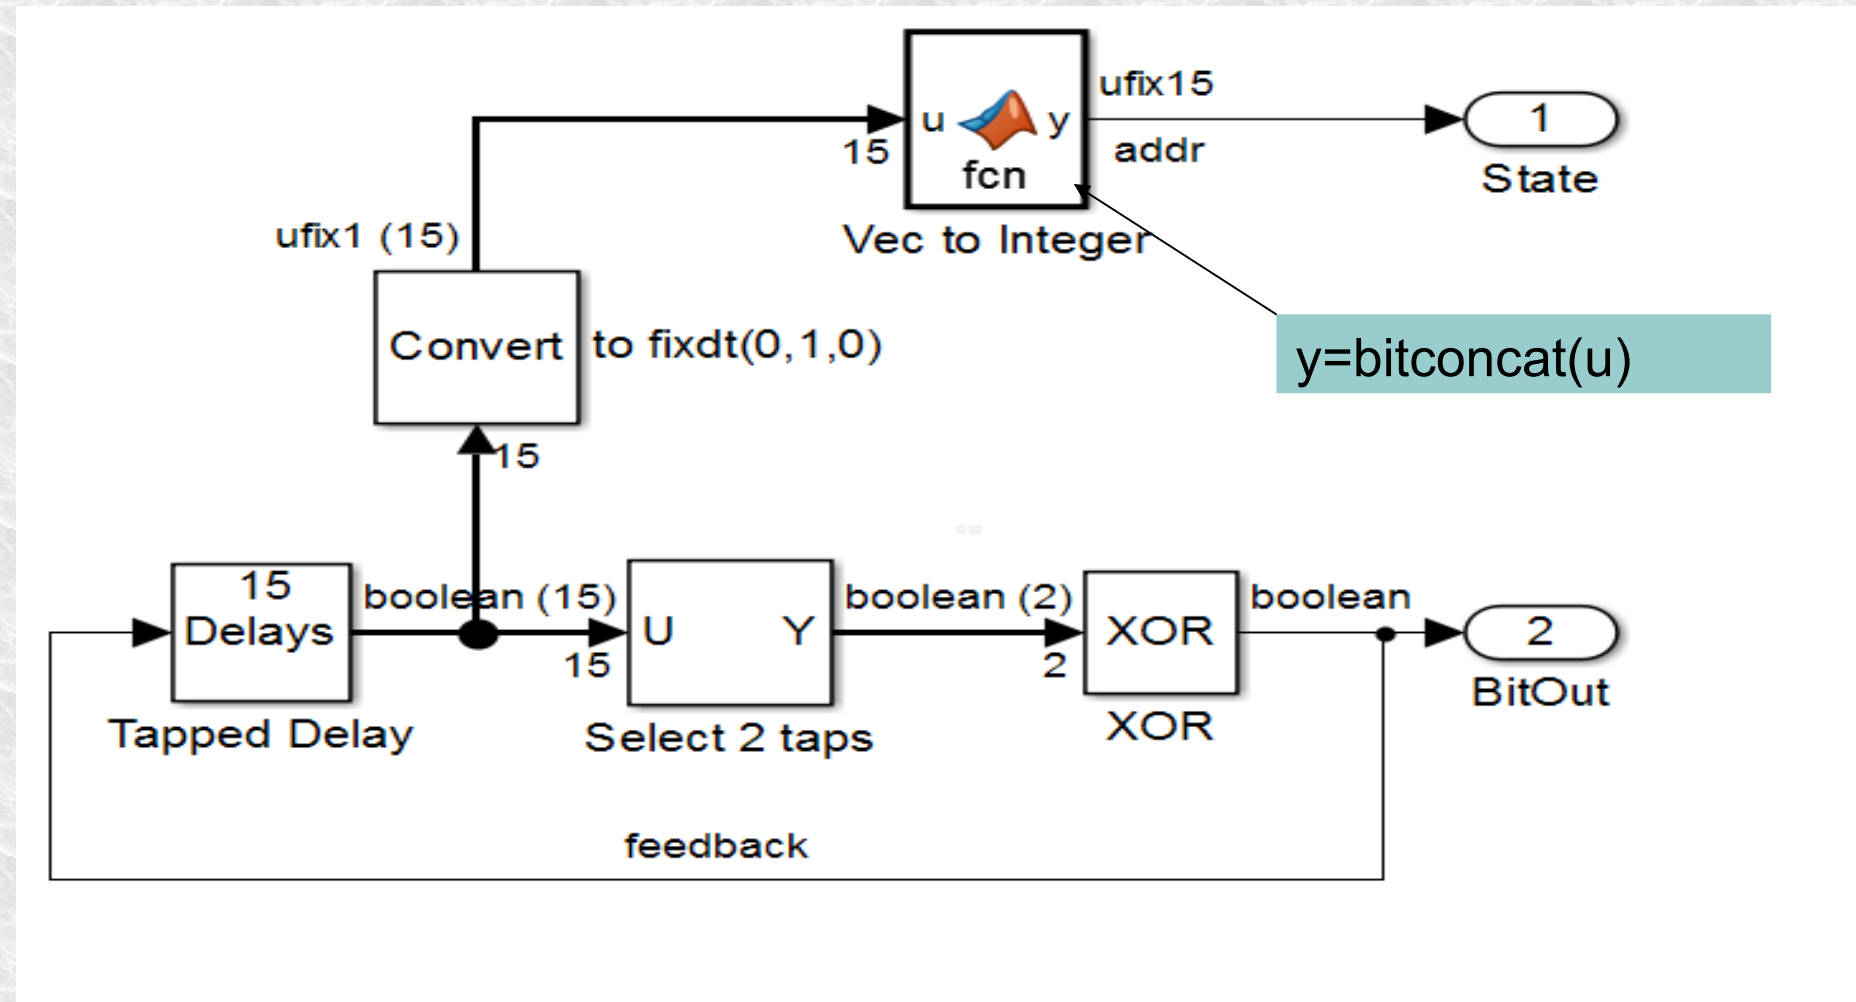 ufix15
u y
1
15
addr
fcn
State
ufix1 (15)
Vec to Integer
Convert
to fixdt(0,1,0)
y=bitconcat(u)
15
15
Delays
boolean (15)
U Y
boolean (2)
XOR
boolean
2
15
2
BitOut
Tapped Delay
Select 2 taps
XOR
feedback